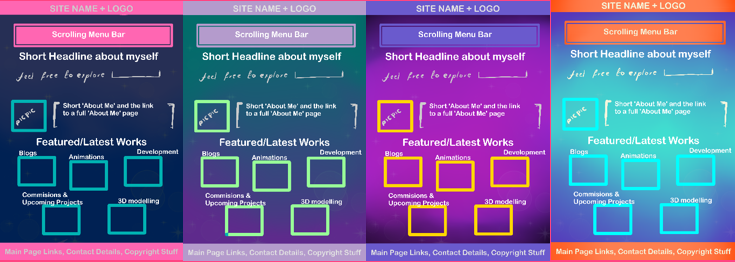 SITE NAME + LOGO
Scrolling Menu Bar
Short Headline about myself
feel free to explore
PIC PIC
Short 'About Me' and the link
to a full 'About Me' page
Featured/Latest Works
Blogs
Animations
Development
Commisions &
Upcoming Projects
3D modelling
Main Page Links, Contact Details, Copyright Stuff
SITE NAME + LOGO
Scrolling Menu Bar
Short Headline about myself
feel free to explore
PIC PIC
Short 'About Me' and the link
to a full 'About Me' page
Featured/Latest Works
Blogs
Animations
Development
Commisions &
Upcoming Projects
3D modelling
Main Page Links, Contact Details, Copyright Stuff
SITE NAME + LOGO
Scrolling Menu Bar
Short Headline about myself
feel free to explore
PIC PIC
Short 'About Me' and the link
to a full 'About Me' page
Featured/Latest Works
Blogs
Animations
Development
Commisions &
Upcoming Projects
3D modelling
Main Page Links, Contact Details, Copyright Stuff
SITE NAME + LOGO
Scrolling Menu Bar
Short Headline about myself
feel free to explore
PIC PIC
Short 'About Me' and the link
to a full 'About Me' page
Featured/Latest Works
Blogs
Animations
Development
Commisions &
Upcoming Projects
3D modelling
Main Page Links, Contact Details, Copyright Stuff